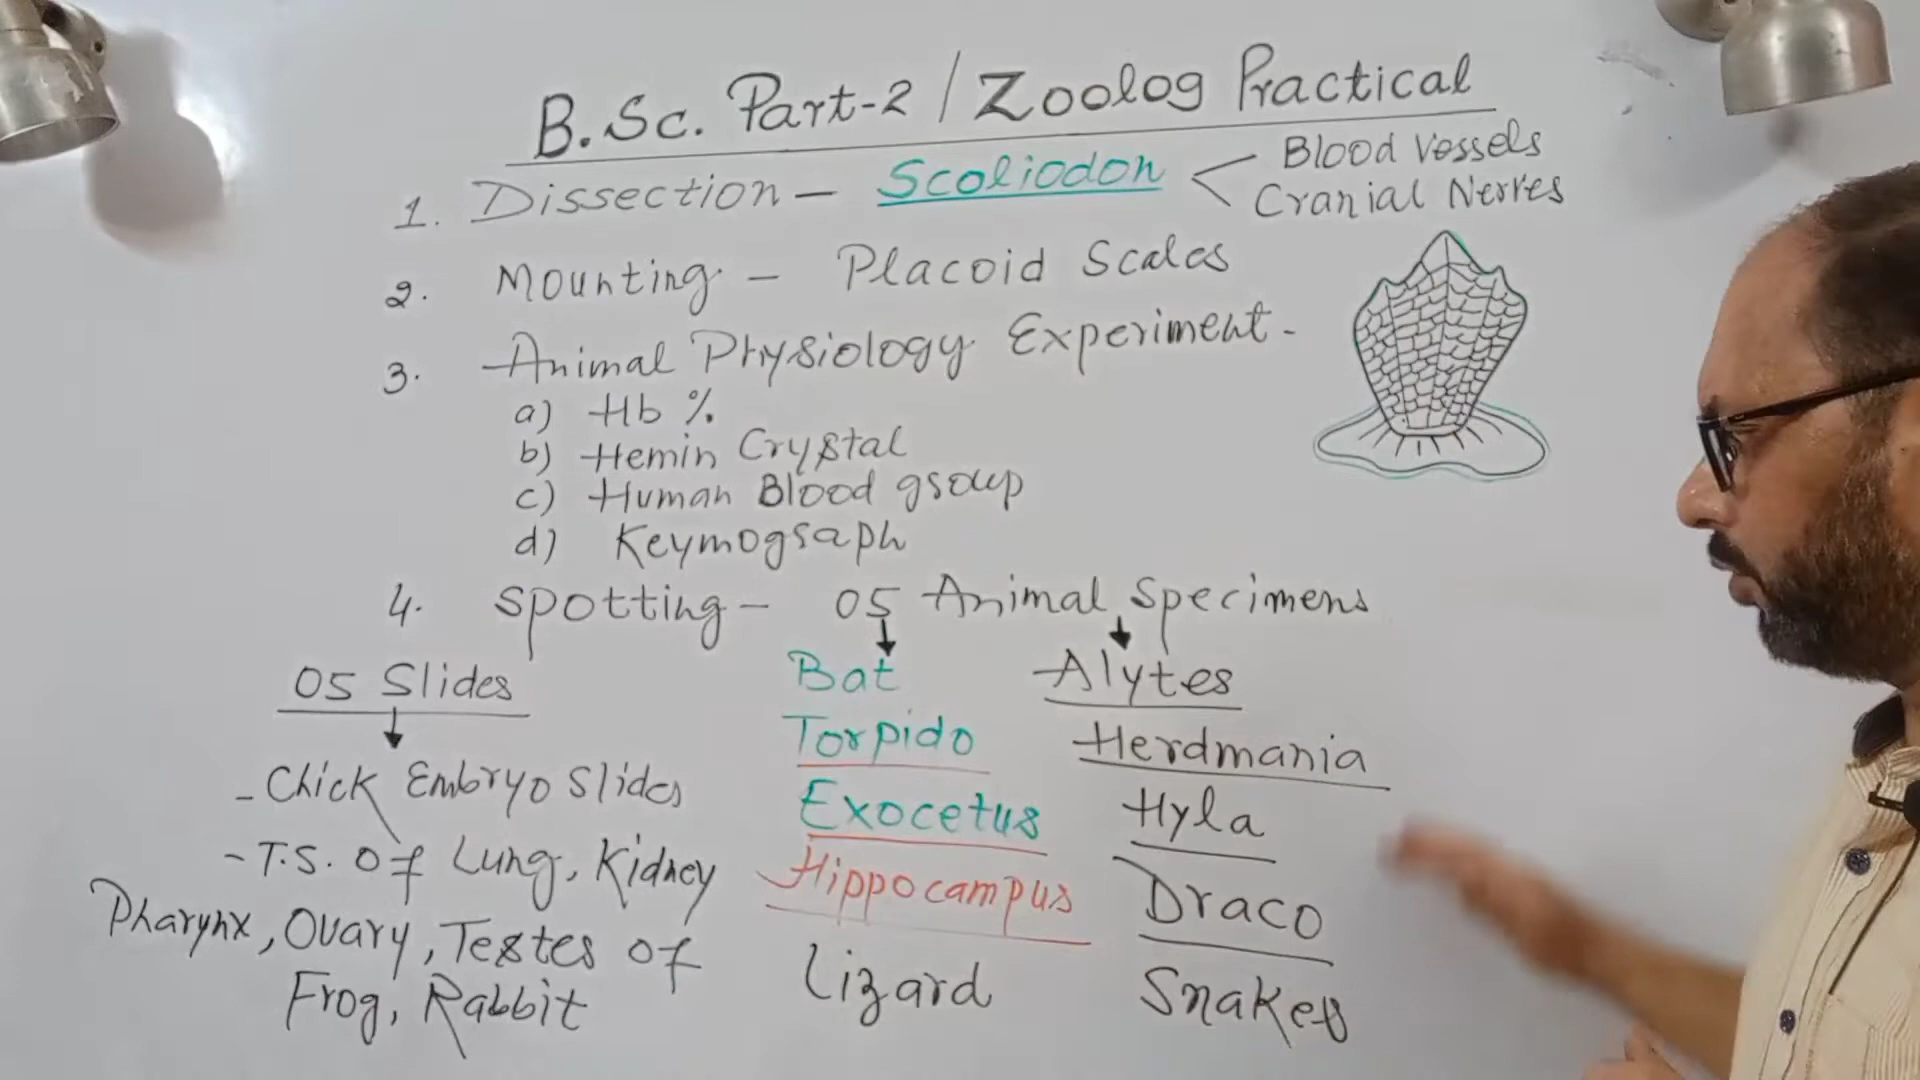 B.Sc. Part-2 / Zoolog Practical
1. Dissection - Scoliodon < Blood Vessels
Cranial Nerves
2. Mounting - Placoid Scales
3. Animal Physiology Experiment -
a) Hb %
b) Hemin Crystal
c) Human Blood group
d) Keymograph
4. Spotting - 05 Animal Specimens
05 Slides
- Chick Embryo Slides
- T.S. Of Lung, Kidney
Pharynx, Ovary, Testes of
Frog, Rabbit
Bat
Torpido
Exocetus
Hippocampus
Lizard
Alytes
Herdmania
Hyla
Draco
Snakes